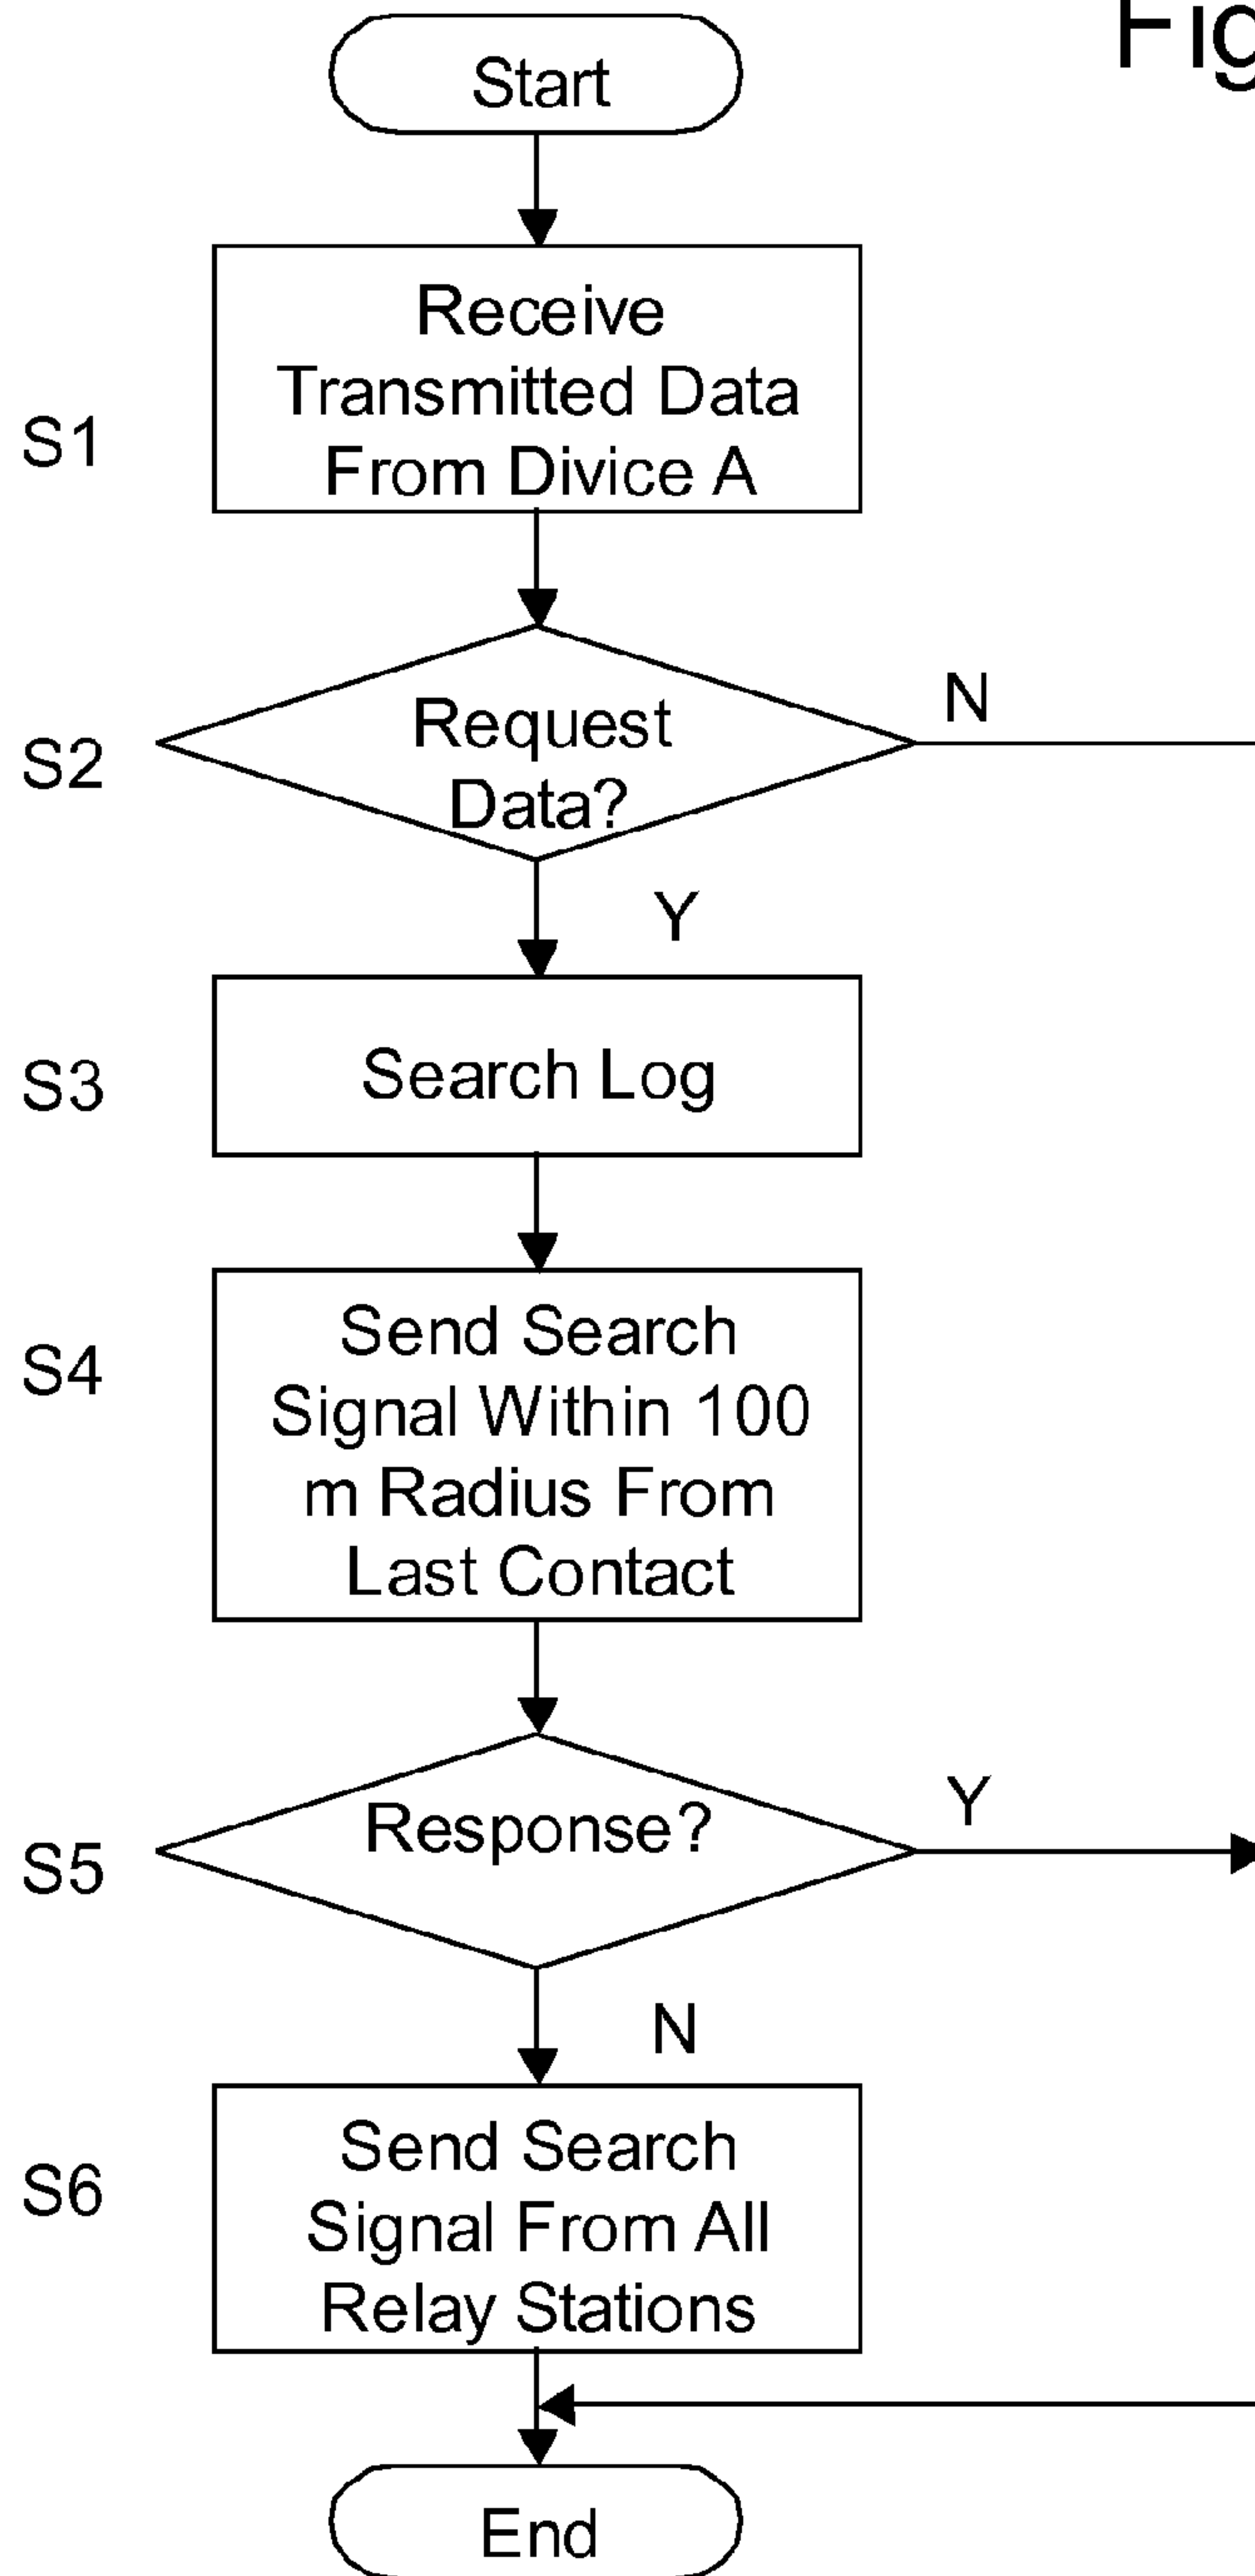 Fig
Start
Receive
Transmitted Data
From Divice A
S1
Request
Data?
S2
N
Y
Search Log
S3
Send Search
Signal Within 100
m Radius From
Last Contact
S4
Response?
S5
Y
N
Send Search
Signal From All
Relay Stations
S6
End